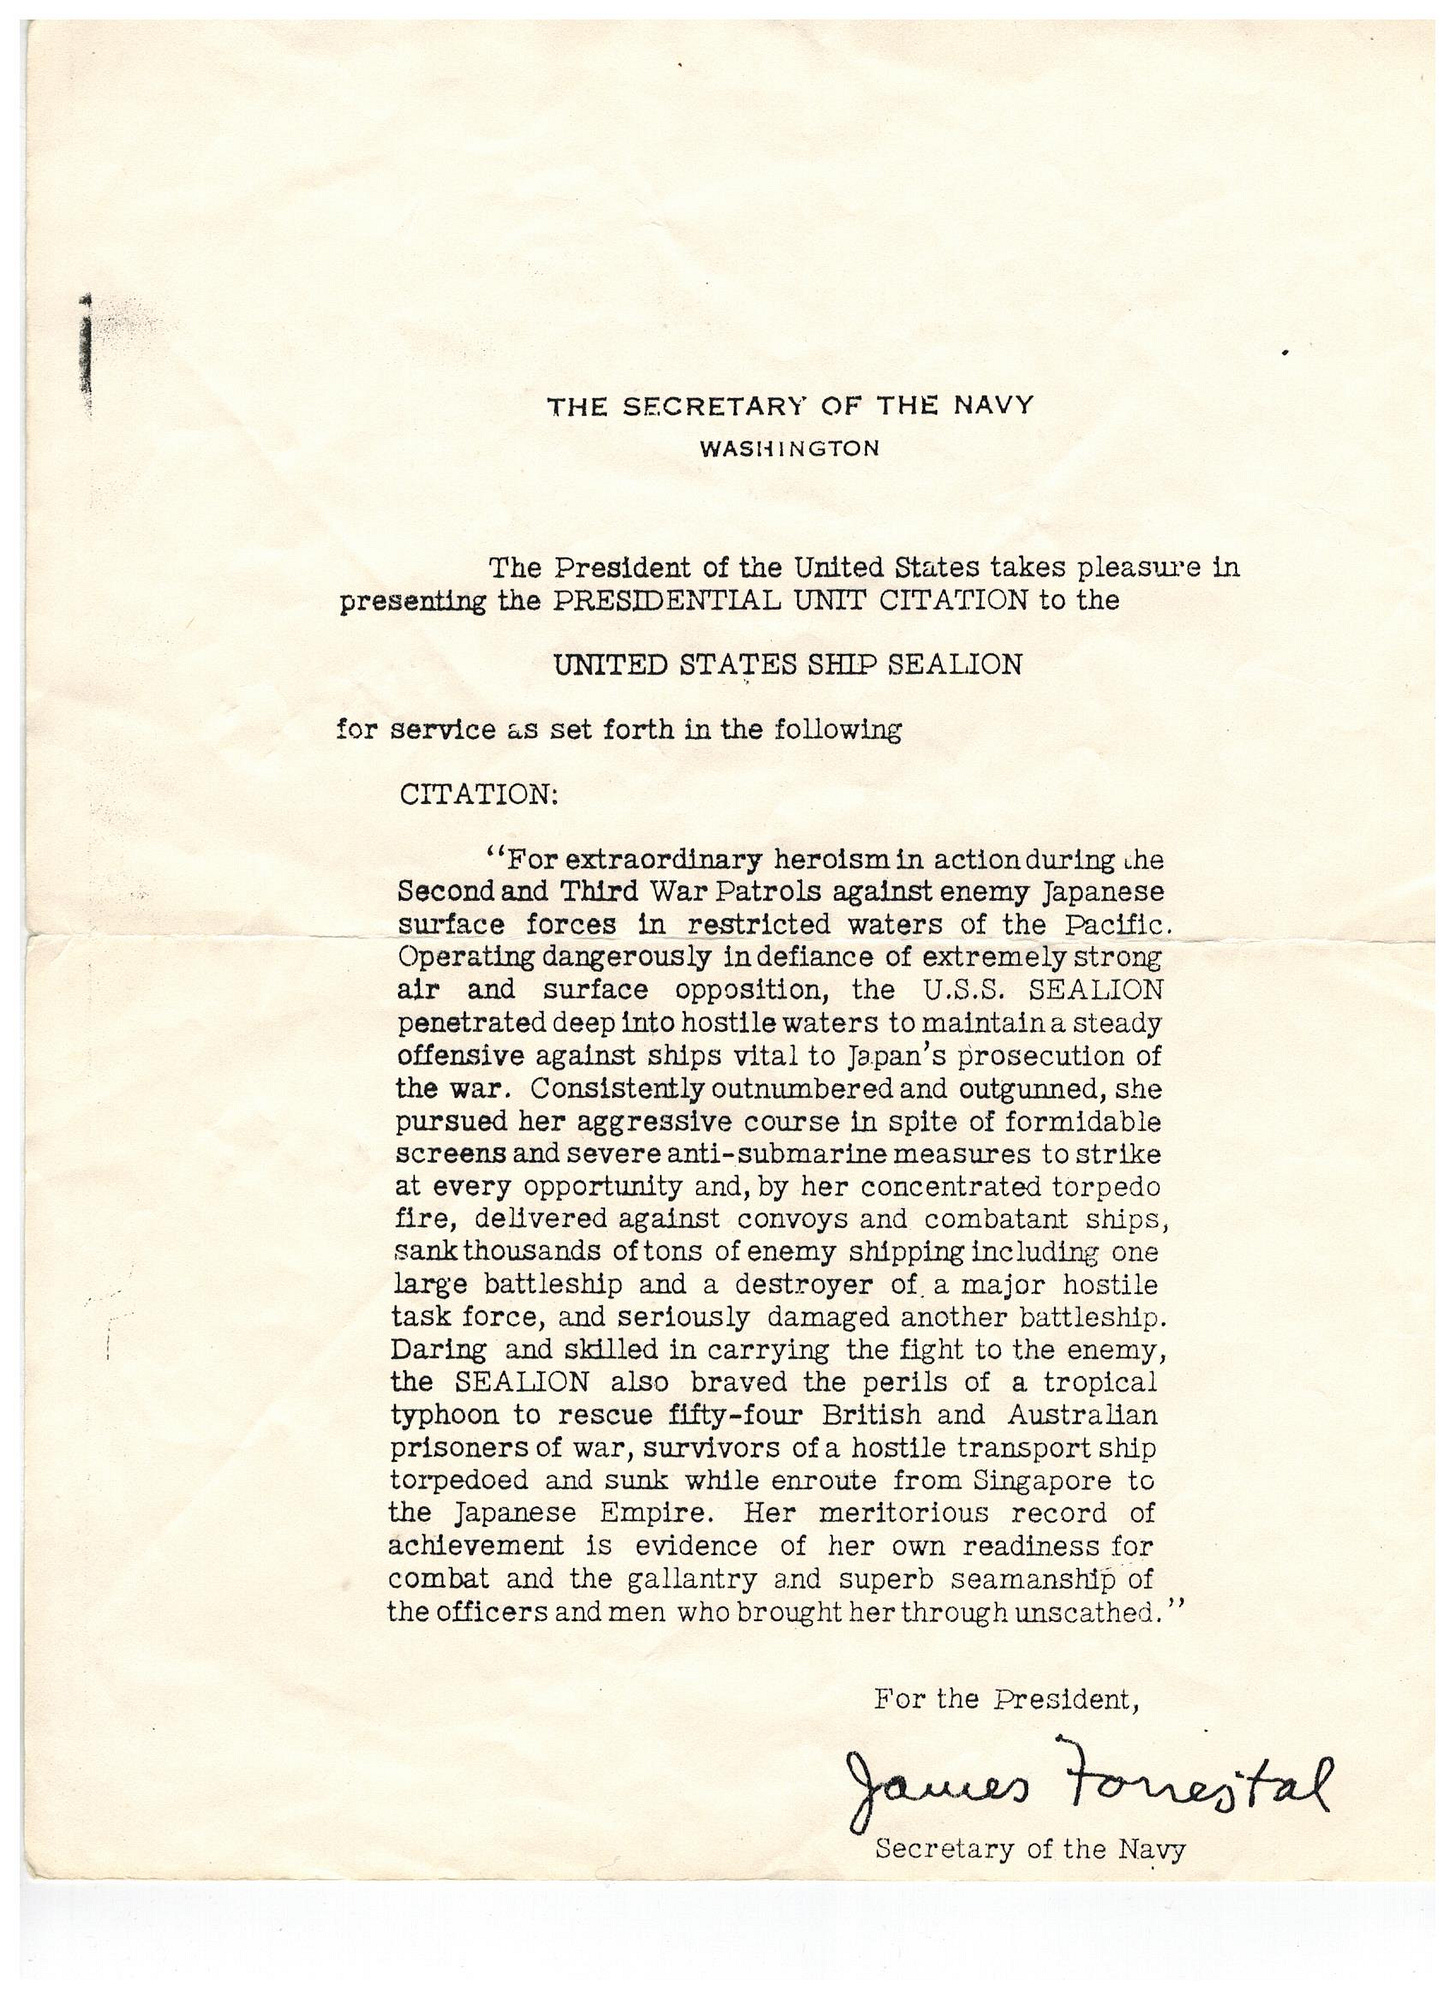 THE SECRETARY OF THE NAVY
WASHINGTON
The President of the United States takes pleasure in
presenting the PRESIDENTIAL UNIT CITATION to the
UNITED STATES SHIP SEALION
for service as set forth in the following
CITATION:
“For extraordinary heroism in action during the
Second and Third War Patrols against enemy Japanese
surface forces in restricted waters of the Pacific.
Operating dangerously in defiance of extremely strong
air and surface opposition, the U.S.S. SEALION
penetrated deep into hostile waters to maintain a steady
offensive against ships vital to Japan’s prosecution of
the war. Consistently outnumbered and outgunned, she
pursued her aggressive course in spite of formidable
screens and severe anti-submarine measures to strike
at every opportunity and, by her concentrated torpedo
fire, delivered against convoys and combatant ships,
sank thousands of tons of enemy shipping including one
large battleship and a destroyer of a major hostile
task force, and seriously damaged another battleship.
Daring and skilled in carrying the fight to the enemy,
the SEALION also braved the perils of a tropical
typhoon to rescue fifty-four British and Australian
prisoners of war, survivors of a hostile transport ship
torpedoed and sunk while enroute from Singapore to
the Japanese Empire. Her meritorious record of
achievement is evidence of her own readiness for
combat and the gallantry and superb seamanship of
the officers and men who brought her through unscathed.”
For the President,
James Forrestal
Secretary of the Navy